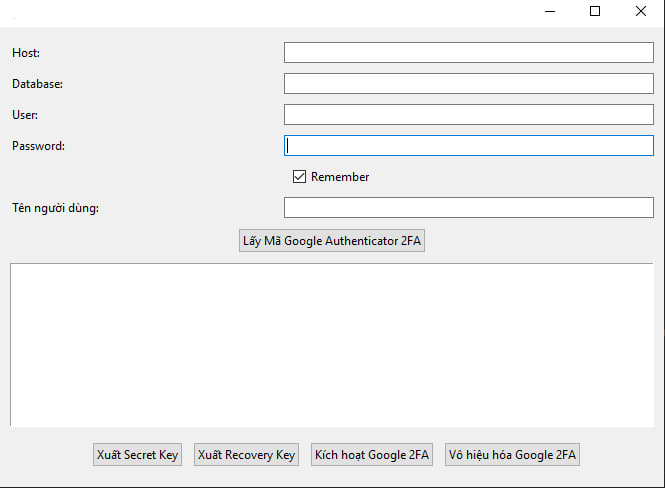 Host:
Database:
User:
Password:
Remember
Tên người dùng:
Lấy Mã Google Authenticator 2FA
Xuất Secret Key Xuất Recovery Key Kích hoạt Google 2FA Vô hiệu hóa Google 2FA